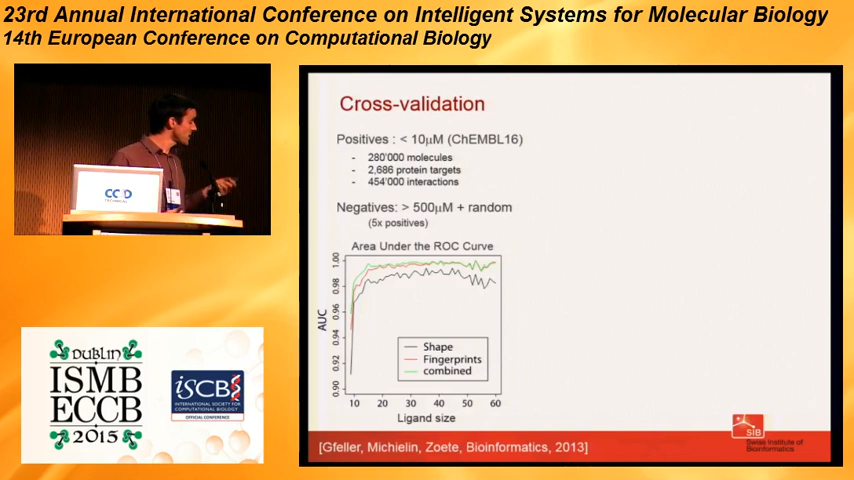 23rd Annual International Conference on Intelligent Systems for Molecular Biology
14th European Conference on Computational Biology
Cross-validation
Positives : < 10μM (ChEMBL16)
- 280'000 molecules
- 2,686 protein targets
- 454'000 interactions
Negatives: > 500μM + random
(5x positives)
Area Under the ROC Curve
AUC
0.90 0.92 0.94 0.96 0.98 1.00
Shape
Fingerprints
combined
10 20 30 40 50 60
Ligand size
[Gfeller, Michielin, Zoete, Bioinformatics, 2013]
SIB
Swiss Institute of
Bioinformatics
DUBLIN
ISMB
ECCB
2015
ISCB
INTERNATIONAL SOCIETY FOR
COMPUTATIONAL BIOLOGY
OFFICIAL CONFERENCE